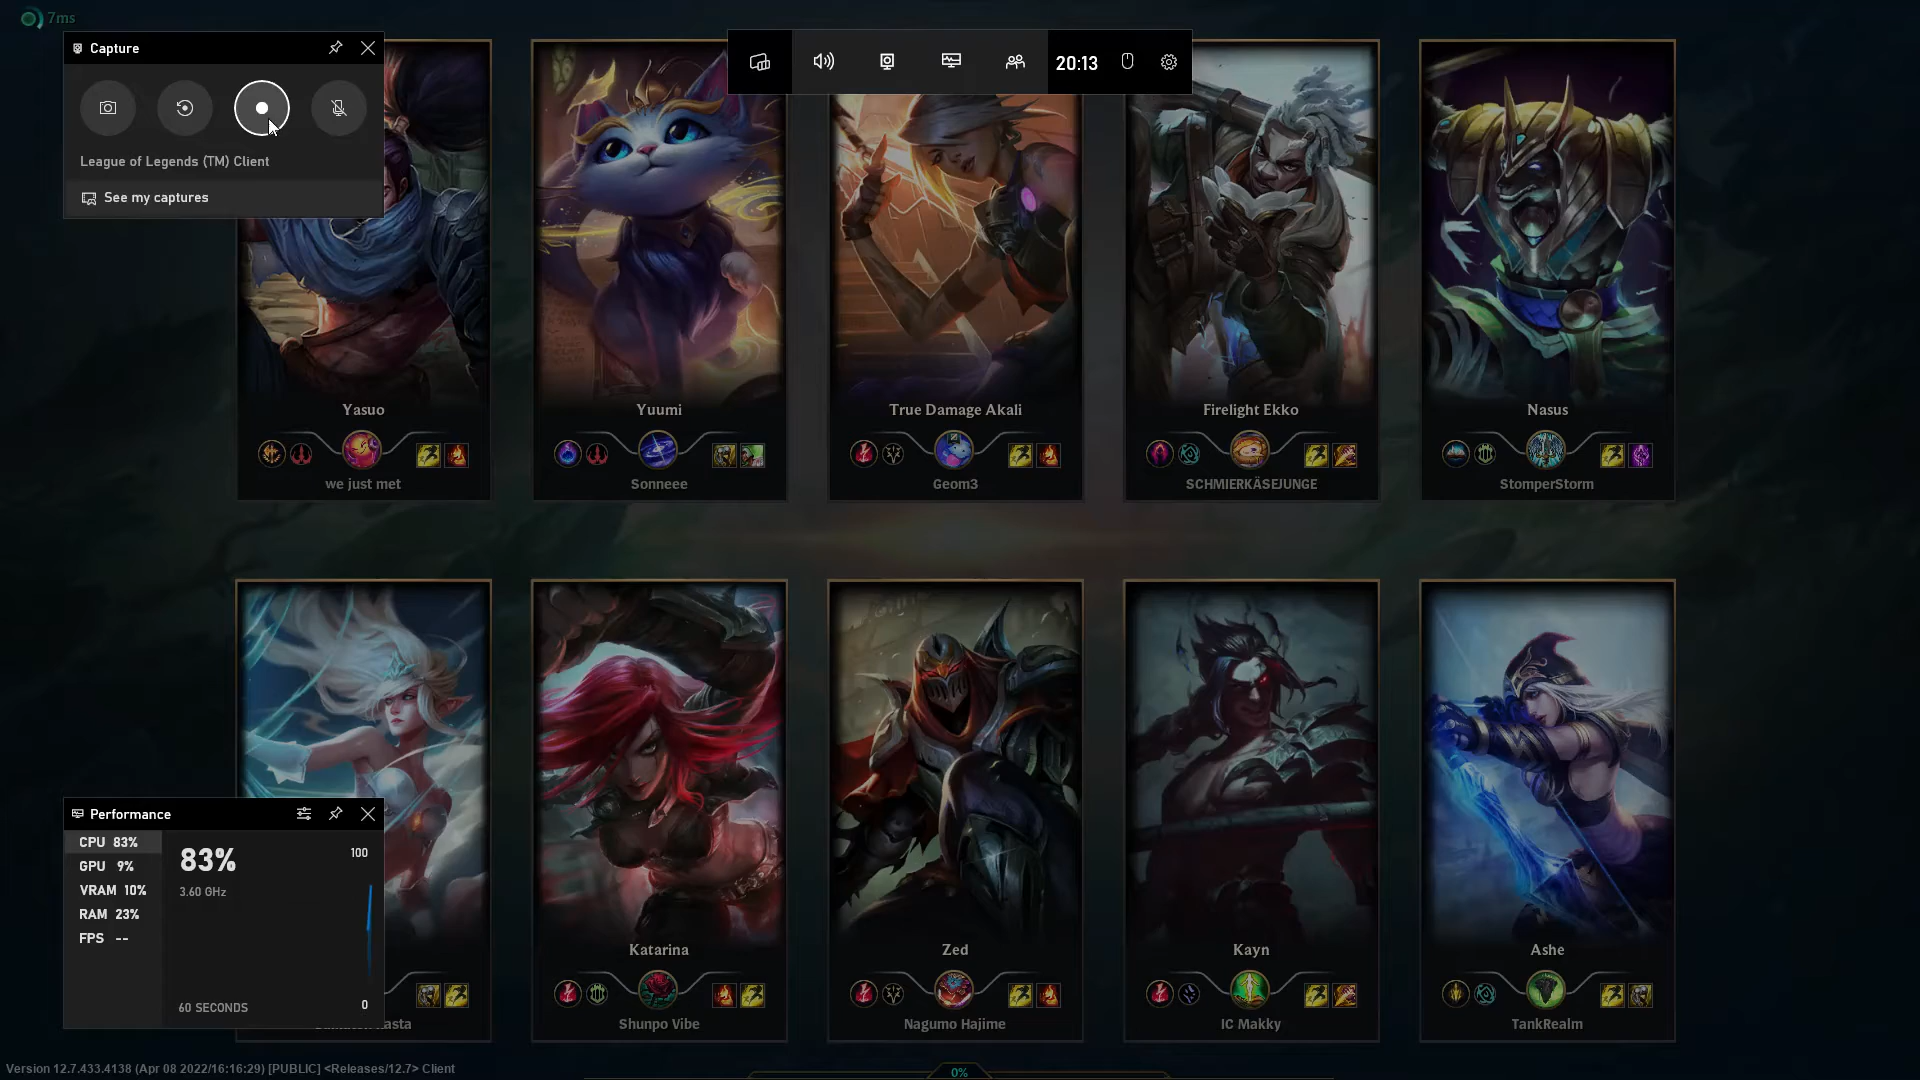 7ms
Capture
League of Legends (TM) Client
See my captures
20:13
Yasuo
Yuumi
True Damage Akali
Firelight Ekko
Nasus
we just met
Sonneee
Geom3
SCHMIERKÄSEJUNGE
StomperStorm
Performance
CPU 83%
GPU 9%
VRAM 10%
RAM 23%
FPS --
83%
3.60 GHz
100
60 SECONDS
0
Katarina
Zed
Kayn
Ashe
Shunpo Vibe
Nagumo Hajime
IC Makky
TankRealm
Version 12.7.433.4138 (Apr 08 2022/16:16:29) [PUBLIC] <Releases/12.7> Client
0%